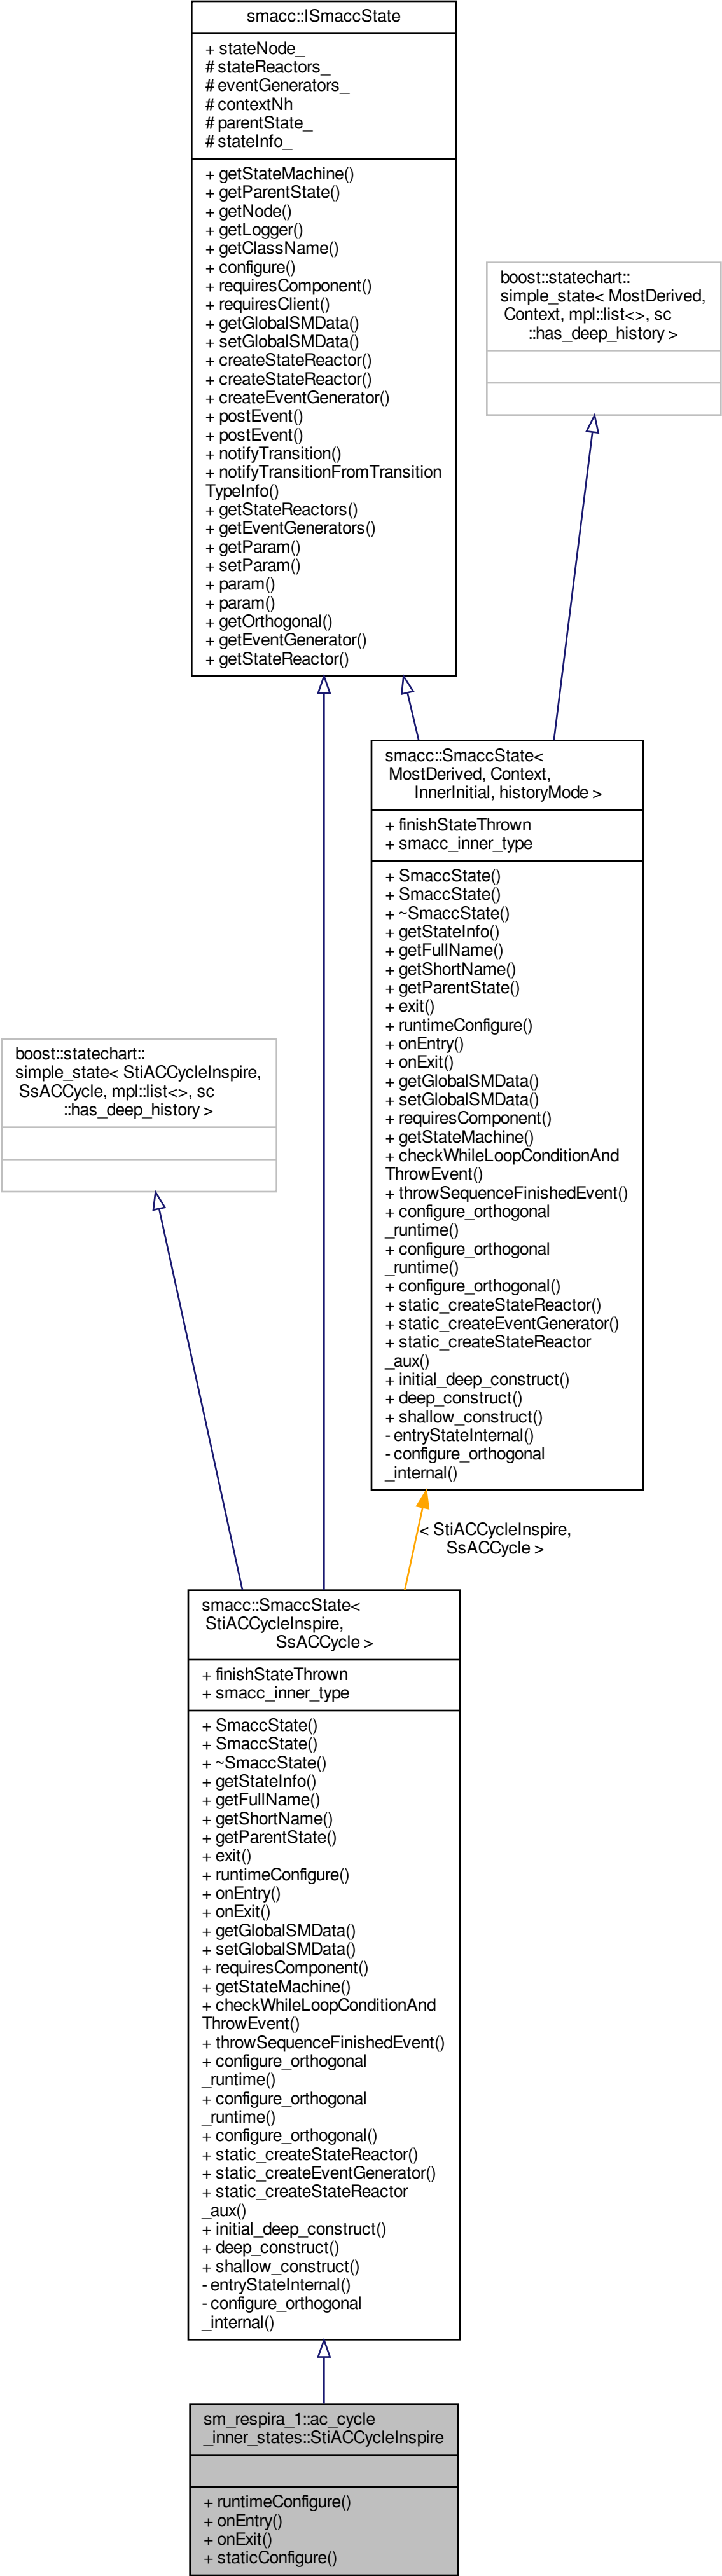 smacc::ISmaccState
+ stateNode_
# stateReactors_
# eventGenerators_
# contextNh
# parentState_
# stateInfo_
+ getStateMachine()
+ getParentState()
+ getNode()
+ getLogger()
+ getClassName()
+ configure()
+ requiresComponent()
+ requiresClient()
+ getGlobalSMData()
+ setGlobalSMData()
+ createStateReactor()
+ createStateReactor()
+ createEventGenerator()
+ postEvent()
+ postEvent()
+ notifyTransition()
+ notifyTransitionFromTransition
TypeInfo()
+ getStateReactors()
+ getEventGenerators()
+ getParam()
+ setParam()
+ param()
+ param()
+ getOrthogonal()
+ getEventGenerator()
+ getStateReactor()
boost::statechart::
simple_state< MostDerived,
Context, mpl::list<>, sc
::has_deep_history >
smacc::SmaccState<
MostDerived, Context,
InnerInitial, historyMode >
+ finishStateThrown
+ smacc_inner_type
+ SmaccState()
+ SmaccState()
+ ~SmaccState()
+ getStateInfo()
+ getFullName()
+ getShortName()
+ getParentState()
+ exit()
+ runtimeConfigure()
+ onEntry()
+ onExit()
+ getGlobalSMData()
+ setGlobalSMData()
+ requiresComponent()
+ getStateMachine()
+ checkWhileLoopConditionAnd
ThrowEvent()
+ throwSequenceFinishedEvent()
+ configure_orthogonal
_runtime()
+ configure_orthogonal
_runtime()
+ configure_orthogonal()
+ static_createStateReactor()
+ static_createEventGenerator()
+ static_createStateReactor
_aux()
+ initial_deep_construct()
+ deep_construct()
+ shallow_construct()
- entryStateInternal()
- configure_orthogonal
_internal()
boost::statechart::
simple_state< StiACCycleInspire,
SsACCycle, mpl::list<>, sc
::has_deep_history >
< StiACCycleInspire,
SsACCycle >
smacc::SmaccState<
StiACCycleInspire,
SsACCycle >
+ finishStateThrown
+ smacc_inner_type
+ SmaccState()
+ SmaccState()
+ ~SmaccState()
+ getStateInfo()
+ getFullName()
+ getShortName()
+ getParentState()
+ exit()
+ runtimeConfigure()
+ onEntry()
+ onExit()
+ getGlobalSMData()
+ setGlobalSMData()
+ requiresComponent()
+ getStateMachine()
+ checkWhileLoopConditionAnd
ThrowEvent()
+ throwSequenceFinishedEvent()
+ configure_orthogonal
_runtime()
+ configure_orthogonal
_runtime()
+ configure_orthogonal()
+ static_createStateReactor()
+ static_createEventGenerator()
+ static_createStateReactor
_aux()
+ initial_deep_construct()
+ deep_construct()
+ shallow_construct()
- entryStateInternal()
- configure_orthogonal
_internal()
sm_respira_1::ac_cycle
_inner_states::StiACCycleInspire
+ runtimeConfigure()
+ onEntry()
+ onExit()
+ staticConfigure()